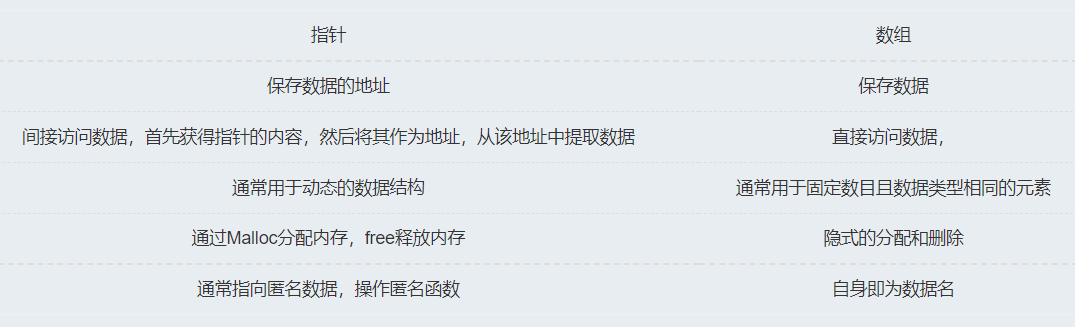 指针 数组
保存数据的地址 保存数据
间接访问数据，首先获得指针的内容，然后将其作为地址，从该地址中提取数据 直接访问数据，
通常用于动态的数据结构 通常用于固定数目且数据类型相同的元素
通过Malloc分配内存，free释放内存 隐式的分配和删除
通常指向匿名数据，操作匿名函数 自身即为数据名